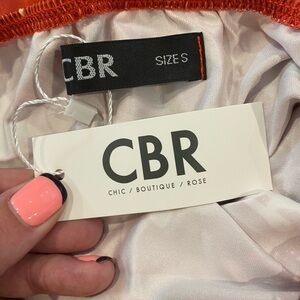 CBR SIZE S
CBR
CHIC / BOUTIQUE / ROSE